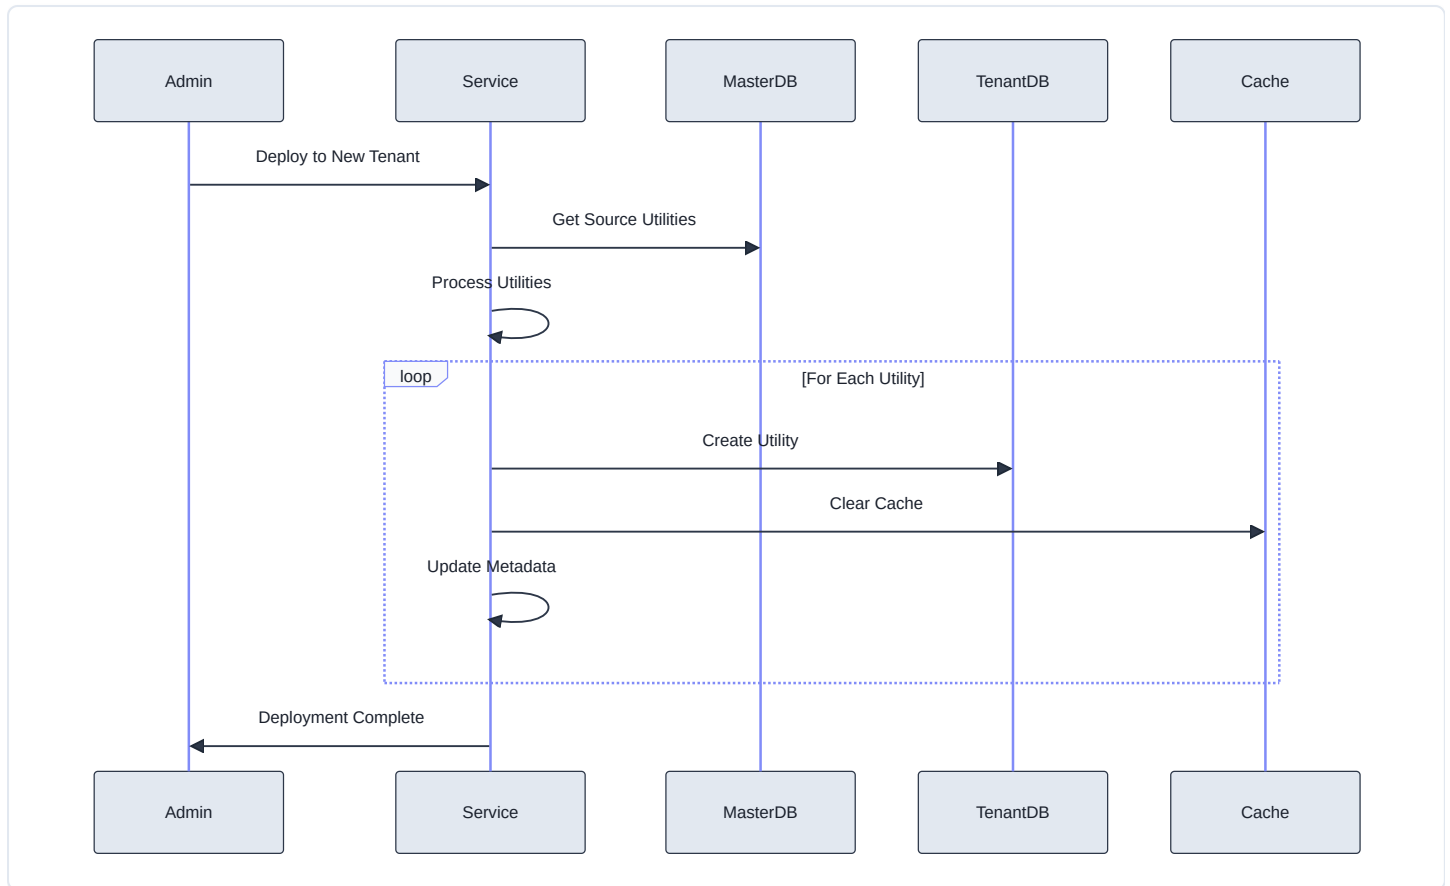 Admin
Service
MasterDB
TenantDB
Cache
Deploy to New Tenant
Get Source Utilities
Process Utilities
loop
[For Each Utility]
Create Utility
Clear Cache
Update Metadata
Deployment Complete
Admin
Service
MasterDB
TenantDB
Cache